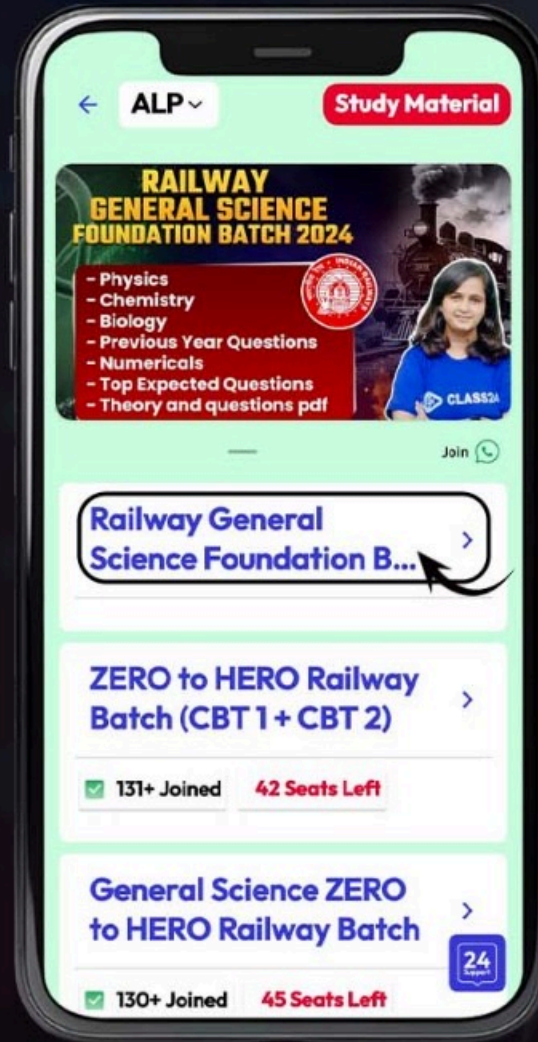 ALP
Study Material
RAILWAY
GENERAL SCIENCE
FOUNDATION BATCH 2024
- Physics
- Chemistry
- Biology
- Previous Year Questions
- Numericals
- Top Expected Questions
- Theory and questions pdf
CLASS24
Join
Railway General
Science Foundation B...
ZERO to HERO Railway
Batch (CBT 1 + CBT 2)
131+ Joined
42 Seats Left
General Science ZERO
to HERO Railway Batch
24
Support
130+ Joined
45 Seats Left